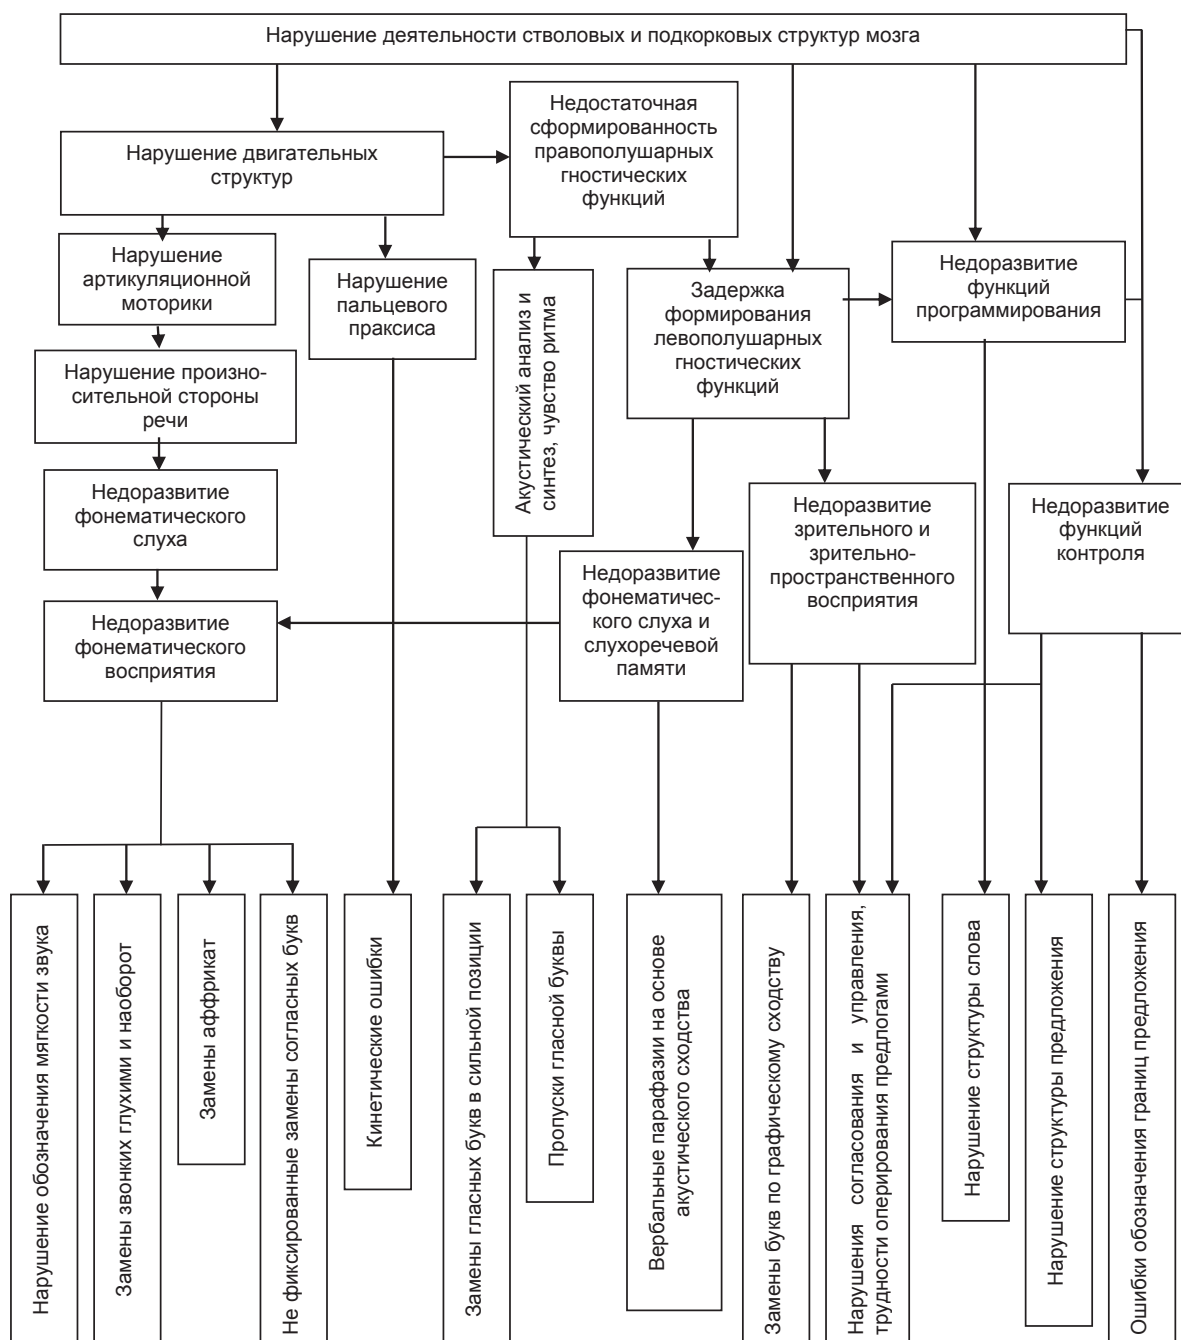 Нарушение деятельности стволовых и подкорковых структур мозга
Недостаточная
сформированность
правополушарных
гностических
функций
Нарушение двигательных
структур
Нарушение
артикуляционной
моторики
Нарушение
пальцевого
праксиса
Акустический анализ и
синтез, чувство ритма
Задержка
формирования
левополушарных
гностических
функций
Недоразвитие
функций
программирования
Нарушение произно-
сительной стороны
речи
Недоразвитие
фонематического
слуха
Недоразвитие
зрительного и
зрительно-
пространственного
восприятия
Недоразвитие
функций
контроля
Недоразвитие
фонематичес-
кого слуха и
слухоречевой
памяти
Недоразвитие
фонематического
восприятия
Нарушение обозначения мягкости звука
Замены звонких глухими и наоборот
Замены аффрикат
Не фиксированные замены согласных букв
Кинетические ошибки
Замены гласных букв в сильной позиции
Пропуски гласной буквы
Вербальные парафазии на основе
акустического сходства
Замены букв по графическому сходству
Нарушения согласования и управления,
трудности оперирования предлогами
Нарушение структуры слова
Нарушение структуры предложения
Ошибки обозначения границ предложения